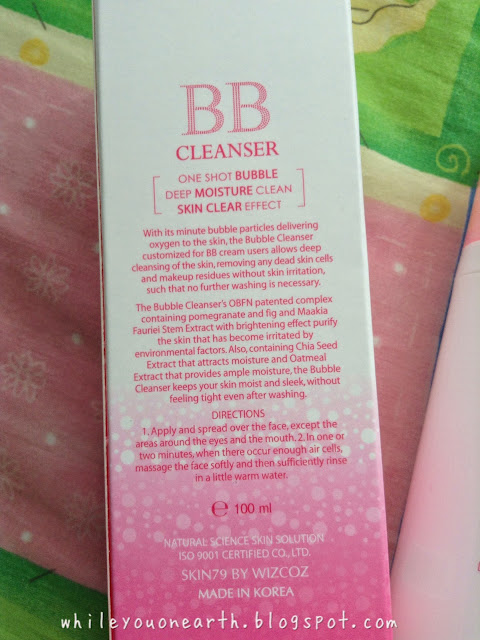 BB
CLEANSER
ONE SHOT BUBBLE
DEEP MOISTURE CLEAN
SKIN CLEAR EFFECT
With its minute bubble particles delivering
oxygen to the skin, the Bubble Cleanser
customized for BB cream users allows deep
cleansing of the skin, removing any dead skin cells
and makeup residues without skin irritation,
such that no further washing is necessary.
The Bubble Cleanser's OBFN patented complex
containing pomegranate and fig and Maakia
Fauriei Stem Extract with brightening effect purify
the skin that has become irritated by
environmental factors. Also, containing Chia Seed
Extract that attracts moisture and Oatmeal
Extract that provides ample moisture, the Bubble
Cleanser keeps your skin moist and sleek, without
feeling tight even after washing.
DIRECTIONS
1. Apply and spread over the face, except the
areas around the eyes and the mouth. 2. In one or
two minutes, when there occur enough air cells,
massage the face softly and then sufficiently rinse
in a little warm water.
℮ 100 ml
NATURAL SCIENCE SKIN SOLUTION
ISO 9001 CERTIFIED CO., LTD.
SKIN79 BY WIZCOZ
MADE IN KOREA
whileyouonearth.blogspot.com